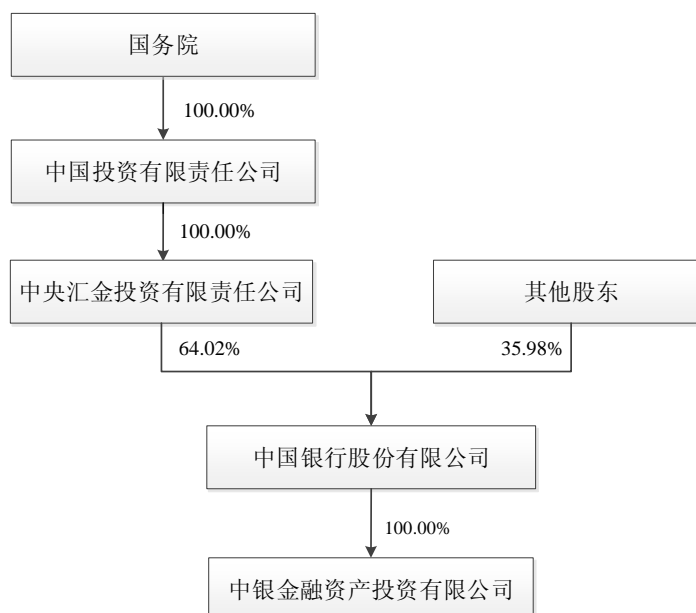 国务院
100.00%
中国投资有限责任公司
100.00%
中央汇金投资有限责任公司
其他股东
64.02%
35.98%
中国银行股份有限公司
100.00%
中银金融资产投资有限公司